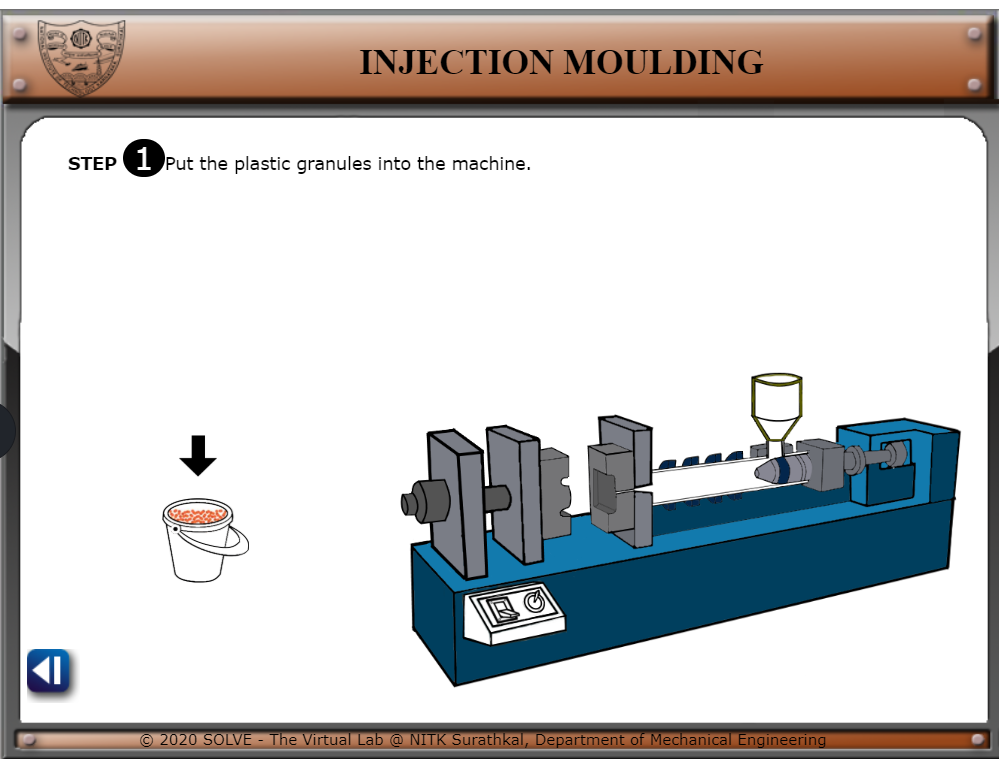 INJECTION MOULDING
STEP 1 Put the plastic granules into the machine.
© 2020 SOLVE - The Virtual Lab @ NITK Surathkal, Department of Mechanical Engineering